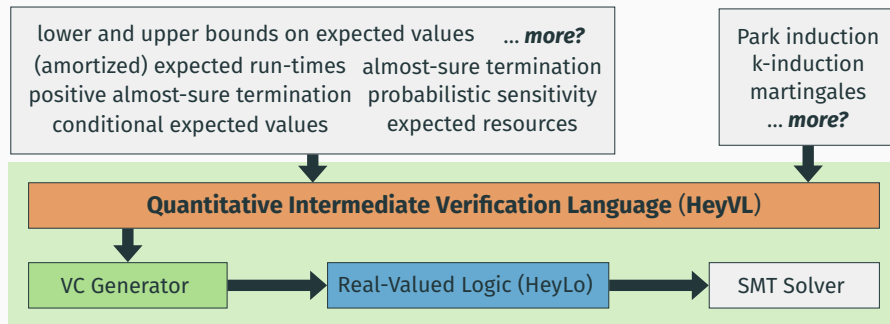 lower and upper bounds on expected values ... more?
(amortized) expected run-times almost-sure termination
positive almost-sure termination probabilistic sensitivity
conditional expected values expected resources
Park induction
k-induction
martingales
... more?
Quantitative Intermediate Verification Language (HeyVL)
VC Generator
Real-Valued Logic (HeyLo)
SMT Solver